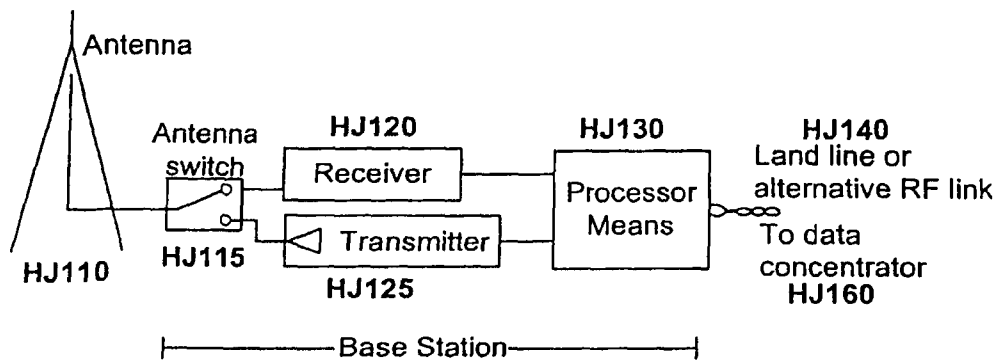 Antenna
HJ110
Antenna
switch
HJ115
HJ120
Receiver
Transmitter
HJ125
HJ130
Processor
Means
HJ140
Land line or
alternative RF link
To data
concentrator
HJ160
Base Station